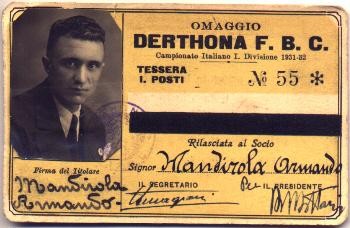 OMAGGIO
DERTHONA F. B. C.
Campionato Italiano I. Divisione 1931-32
TESSERA
I. POSTI
№ 55 *
Rilasciata al Socio
Signor Mandirola Armando
Firma del Titolare
Mandirola
Armando
IL SEGRETARIO
Per IL PRESIDENTE